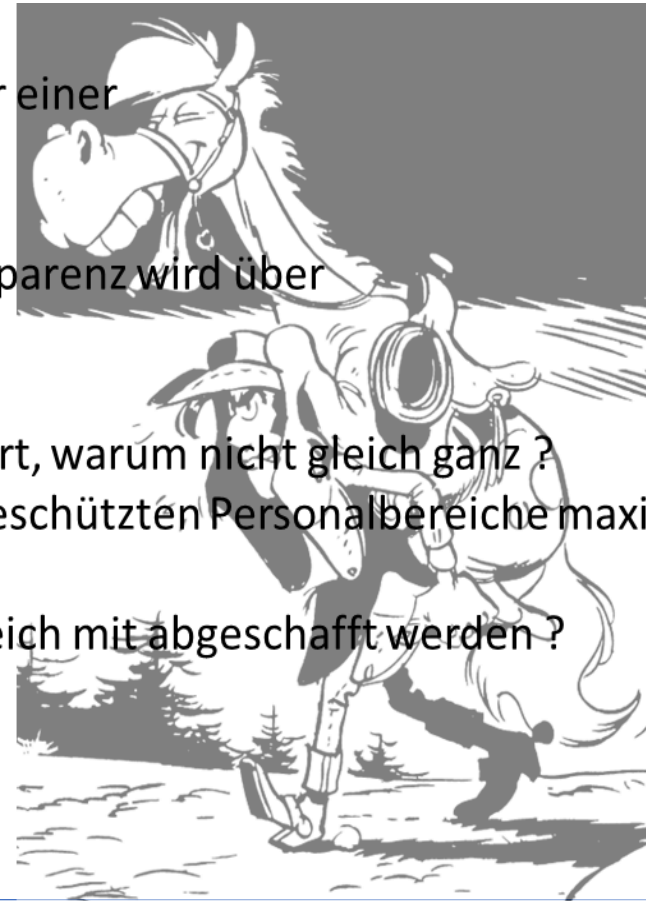 r einer
parenz wird über
rt, warum nicht gleich ganz ?
eschützten Personalbereiche maxi
eich mit abgeschafft werden ?